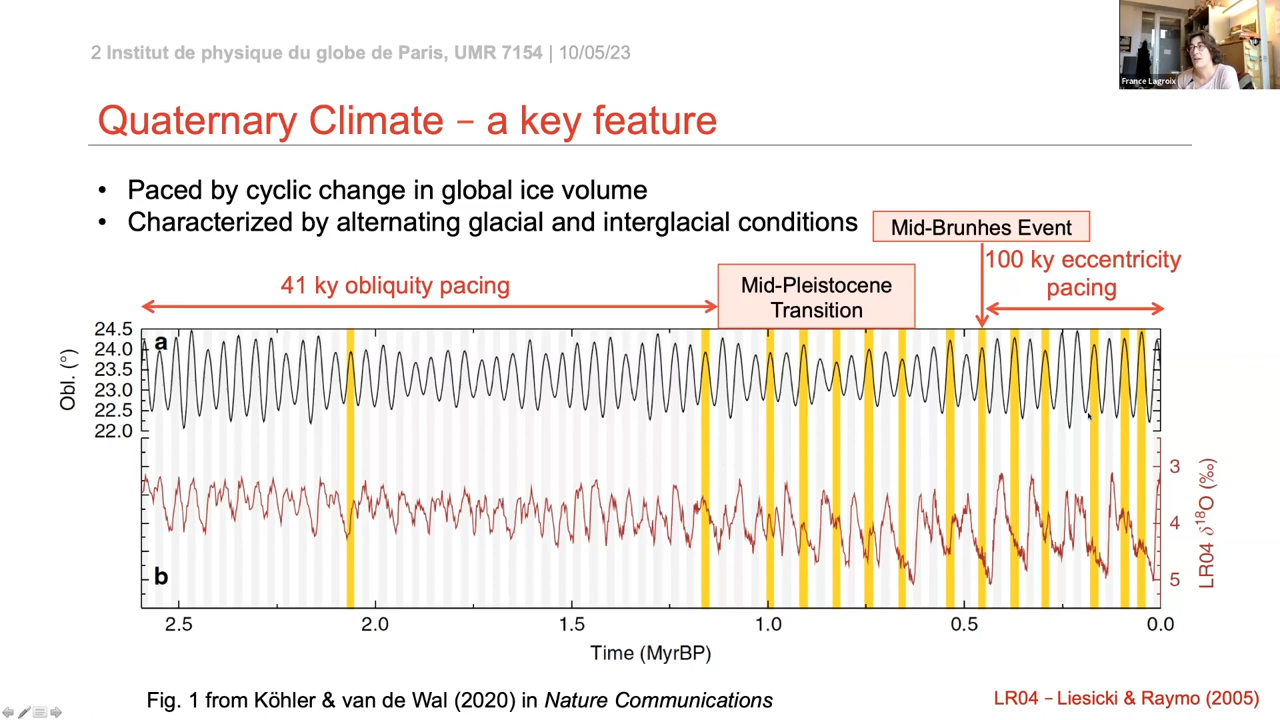 2 Institut de physique du globe de Paris, UMR 7154 | 10/05/23
France Lagroix
Quaternary Climate – a key feature
• Paced by cyclic change in global ice volume
• Characterized by alternating glacial and interglacial conditions
Mid-Brunhes Event
41 ky obliquity pacing
Mid-Pleistocene
Transition
100 ky eccentricity
pacing
a
Obl. (°)
24.5
24.0
23.5
23.0
22.5
22.0
b
3
4
5
LR04 δ¹⁸O (‰)
2.5 2.0 1.5 1.0 0.5 0.0
Time (MyrBP)
Fig. 1 from Köhler & van de Wal (2020) in Nature Communications
LR04 – Liesicki & Raymo (2005)